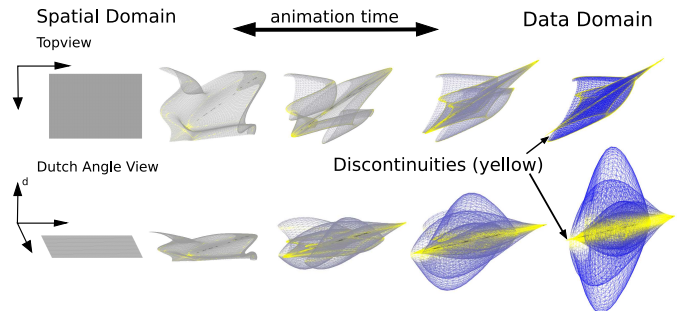 Spatial Domain
animation time
Data Domain
Topview
Dutch Angle View
Discontinuities (yellow)
d